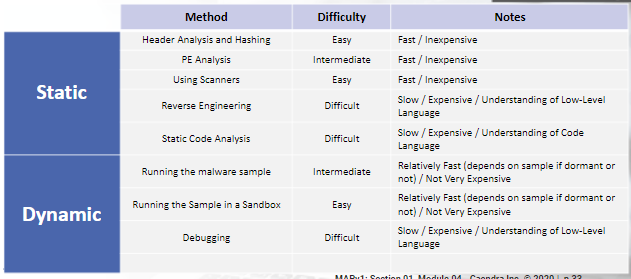 Method Difficulty Notes
Static
Header Analysis and Hashing Easy Fast / Inexpensive
PE Analysis Intermediate Fast / Inexpensive
Using Scanners Easy Fast / Inexpensive
Reverse Engineering Difficult Slow / Expensive / Understanding of Low-Level
Language
Static Code Analysis Difficult Slow / Expensive / Understanding of Code
Language
Dynamic
Running the malware sample Intermediate Relatively Fast (depends on sample if dormant or
not) / Not Very Expensive
Running the Sample in a Sandbox Easy Relatively Fast (depends on sample if dormant or
not) / Not Very Expensive
Debugging Difficult Slow / Expensive / Understanding of Low-Level
Language
MAPv1: Section 01, Module 04 - Caendra Inc. © 2020 | p.33